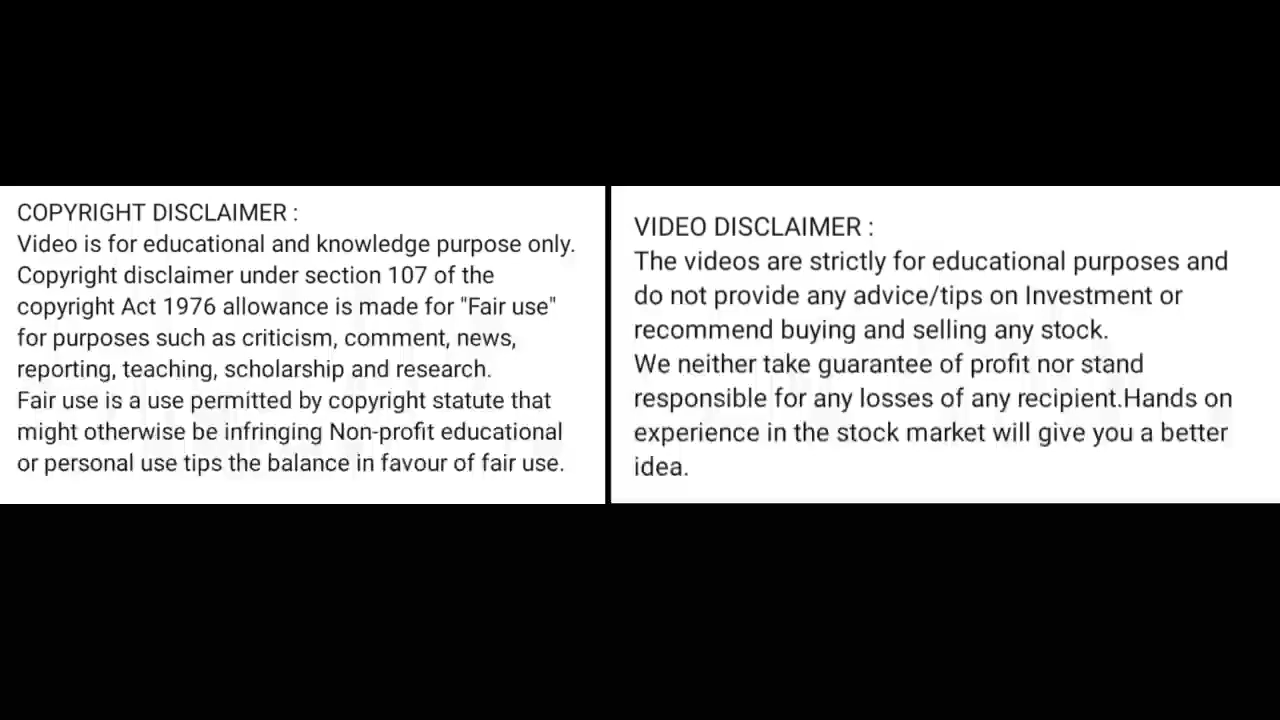 COPYRIGHT DISCLAIMER :
Video is for educational and knowledge purpose only.
Copyright disclaimer under section 107 of the
copyright Act 1976 allowance is made for "Fair use"
for purposes such as criticism, comment, news,
reporting, teaching, scholarship and research.
Fair use is a use permitted by copyright statute that
might otherwise be infringing Non-profit educational
or personal use tips the balance in favour of fair use.
VIDEO DISCLAIMER :
The videos are strictly for educational purposes and
do not provide any advice/tips on Investment or
recommend buying and selling any stock.
We neither take guarantee of profit nor stand
responsible for any losses of any recipient.Hands on
experience in the stock market will give you a better
idea.